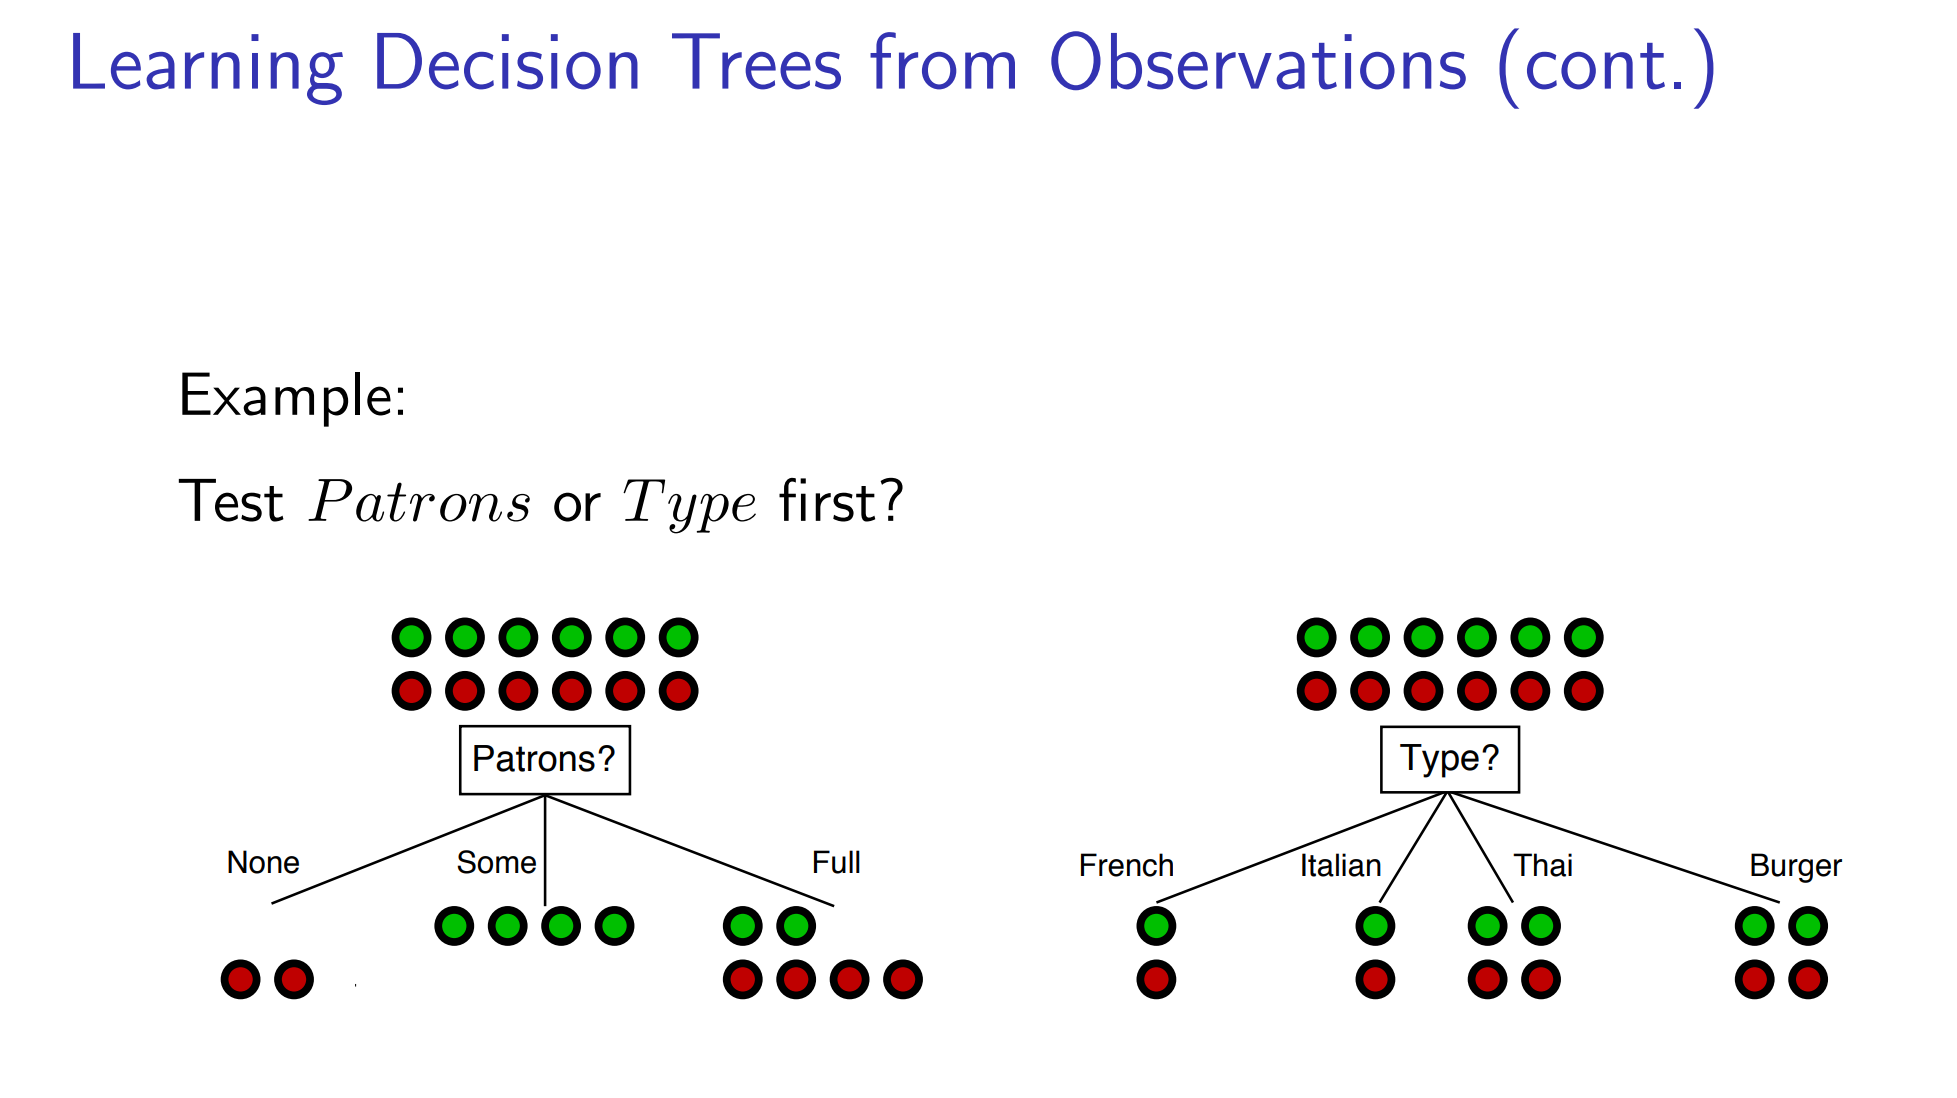 Learning Decision Trees from Observations (cont.)
Example:
Test Patrons or Type first?
Patrons?
None
Some
Full
Type?
French
Italian
Thai
Burger